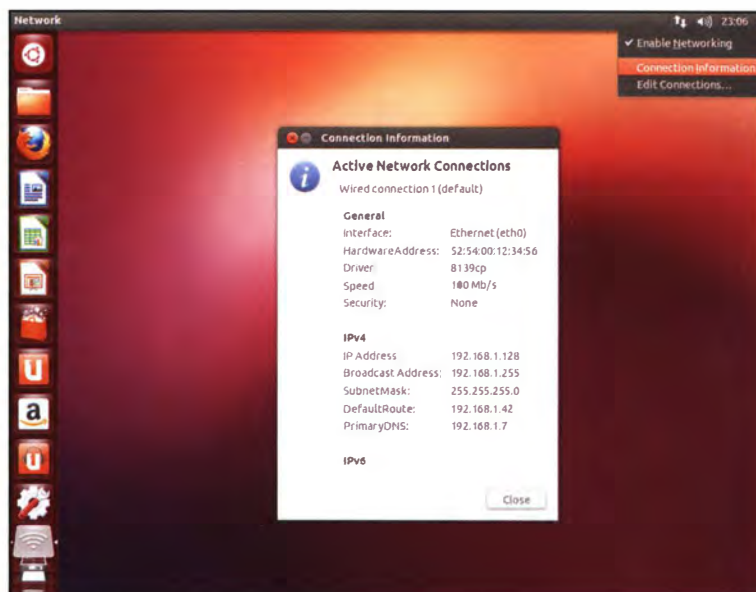 Network
23:06
✔ Enable Networking
Connection Information
Edit Connections...
Connection Information
Active Network Connections
Wired connection 1 (default)
General
Interface: Ethernet (eth0)
HardwareAddress: 52:54:00:12:34:56
Driver 8139cp
Speed 100 Mb/s
Security: None
IPv4
IP Address 192.168.1.128
Broadcast Address: 192.168.1.255
SubnetMask: 255.255.255.0
DefaultRoute: 192.168.1.42
PrimaryDNS: 192.168.1.7
IPv6
Close
u
a
u